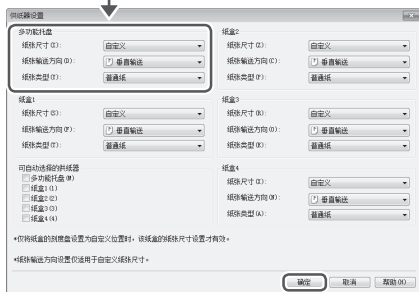 供纸器设置
多功能托盘
纸张尺寸(Z): 自定义
纸张输送方向(D): 垂直输送
纸张类型(Y): 普通纸
纸盒1
纸张尺寸(S): 自定义
纸张输送方向(F): 垂直输送
纸张类型(T): 普通纸
可自动选择的供纸器
多功能托盘(M)
纸盒1(1)
纸盒2(2)
纸盒3(3)
纸盒4(4)
纸盒2
纸张尺寸(Z): 自定义
纸张输送方向(C): 垂直输送
纸张类型(P): 普通纸
纸盒3
纸张尺寸(N): 自定义
纸张输送方向(O): 垂直输送
纸张类型(R): 普通纸
纸盒4
纸张尺寸(X): 自定义
纸张输送方向(N): 垂直输送
纸张类型(A): 普通纸
*仅将纸盒的刻度盘设置为自定义位置时，该纸盒的纸张尺寸设置才有效。
*纸张输送方向设置仅适用于自定义纸张尺寸。
确定 取消 帮助(H)